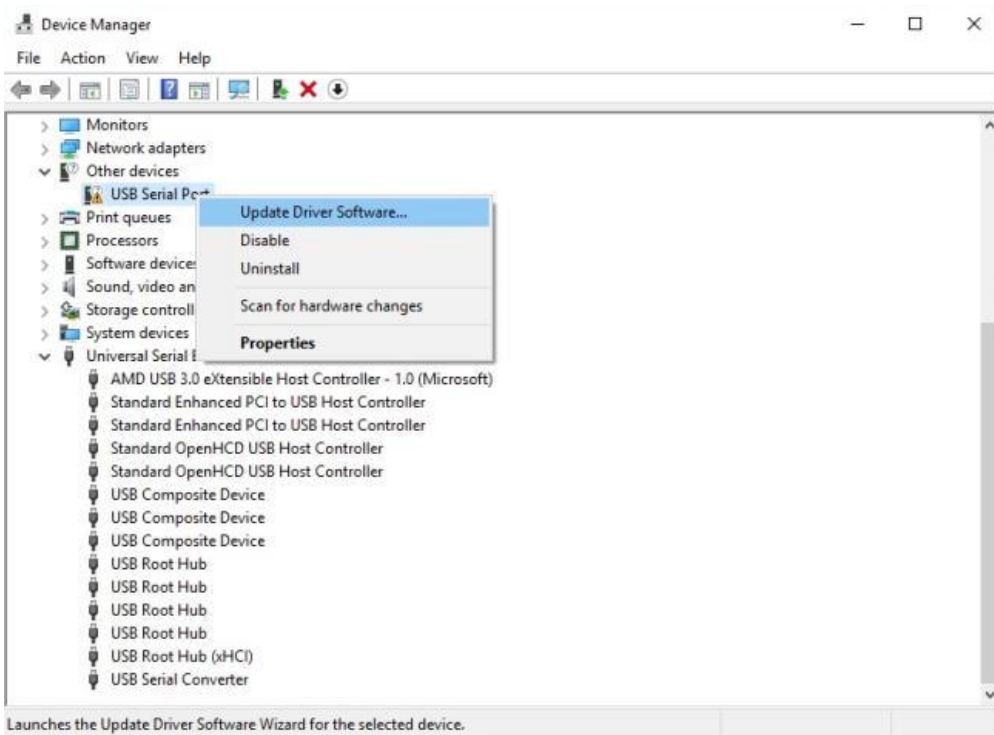 Device Manager
File Action View Help
Monitors
Network adapters
Other devices
USB Serial Port
Update Driver Software...
Disable
Uninstall
Scan for hardware changes
Properties
Print queues
Processors
Software devices
Sound, video an
Storage controll
System devices
Universal Serial
AMD USB 3.0 eXtensible Host Controller - 1.0 (Microsoft)
Standard Enhanced PCI to USB Host Controller
Standard Enhanced PCI to USB Host Controller
Standard OpenHCD USB Host Controller
Standard OpenHCD USB Host Controller
USB Composite Device
USB Composite Device
USB Composite Device
USB Root Hub
USB Root Hub
USB Root Hub
USB Root Hub
USB Root Hub (xHCI)
USB Serial Converter
Launches the Update Driver Software Wizard for the selected device.